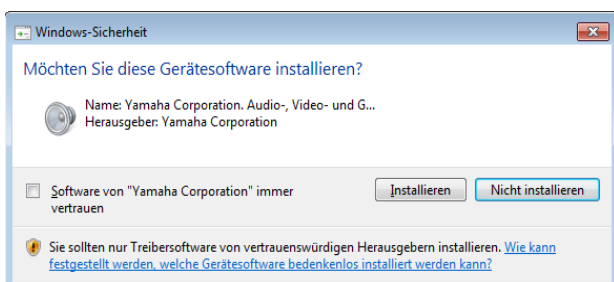 Windows-Sicherheit
Möchten Sie diese Gerätesoftware installieren?
Name: Yamaha Corporation. Audio-, Video- und G...
Herausgeber: Yamaha Corporation
Software von "Yamaha Corporation" immer
vertrauen
Installieren
Nicht installieren
Sie sollten nur Treibersoftware von vertrauenswürdigen Herausgebern installieren. Wie kann
festgestellt werden, welche Gerätesoftware bedenkenlos installiert werden kann?